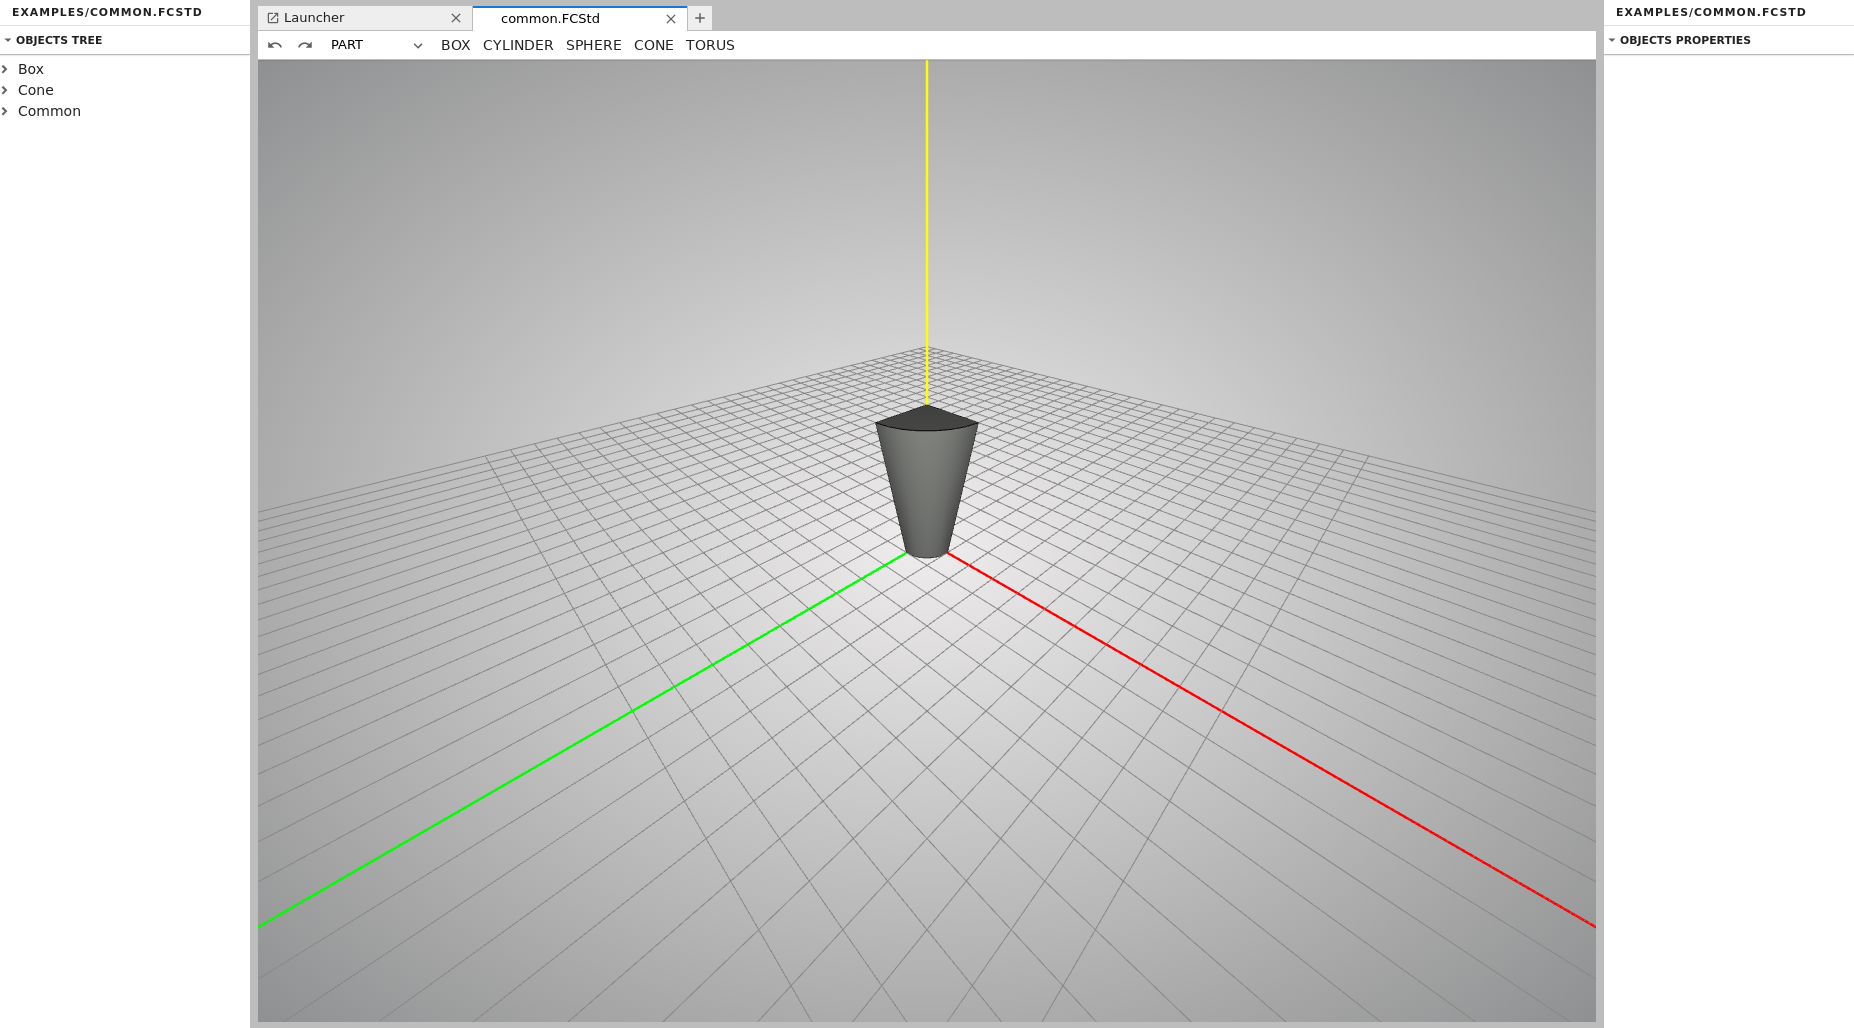 EXAMPLES/COMMON.FCSTD
OBJECTS TREE
Box
Cone
Common
Launcher
common.FCStd
PART
BOX CYLINDER SPHERE CONE TORUS
EXAMPLES/COMMON.FCSTD
OBJECTS PROPERTIES